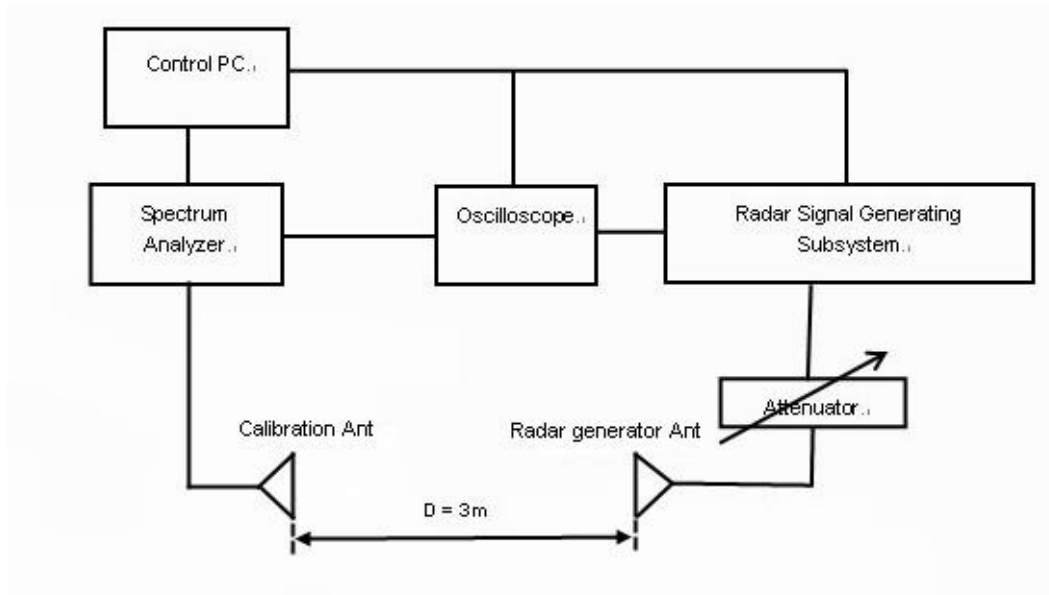 Control PC.
Spectrum
Analyzer.
Oscilloscope.
Radar Signal Generating
Subsystem.
Attenuator.
Calibration Ant
Radar generator Ant
D = 3m